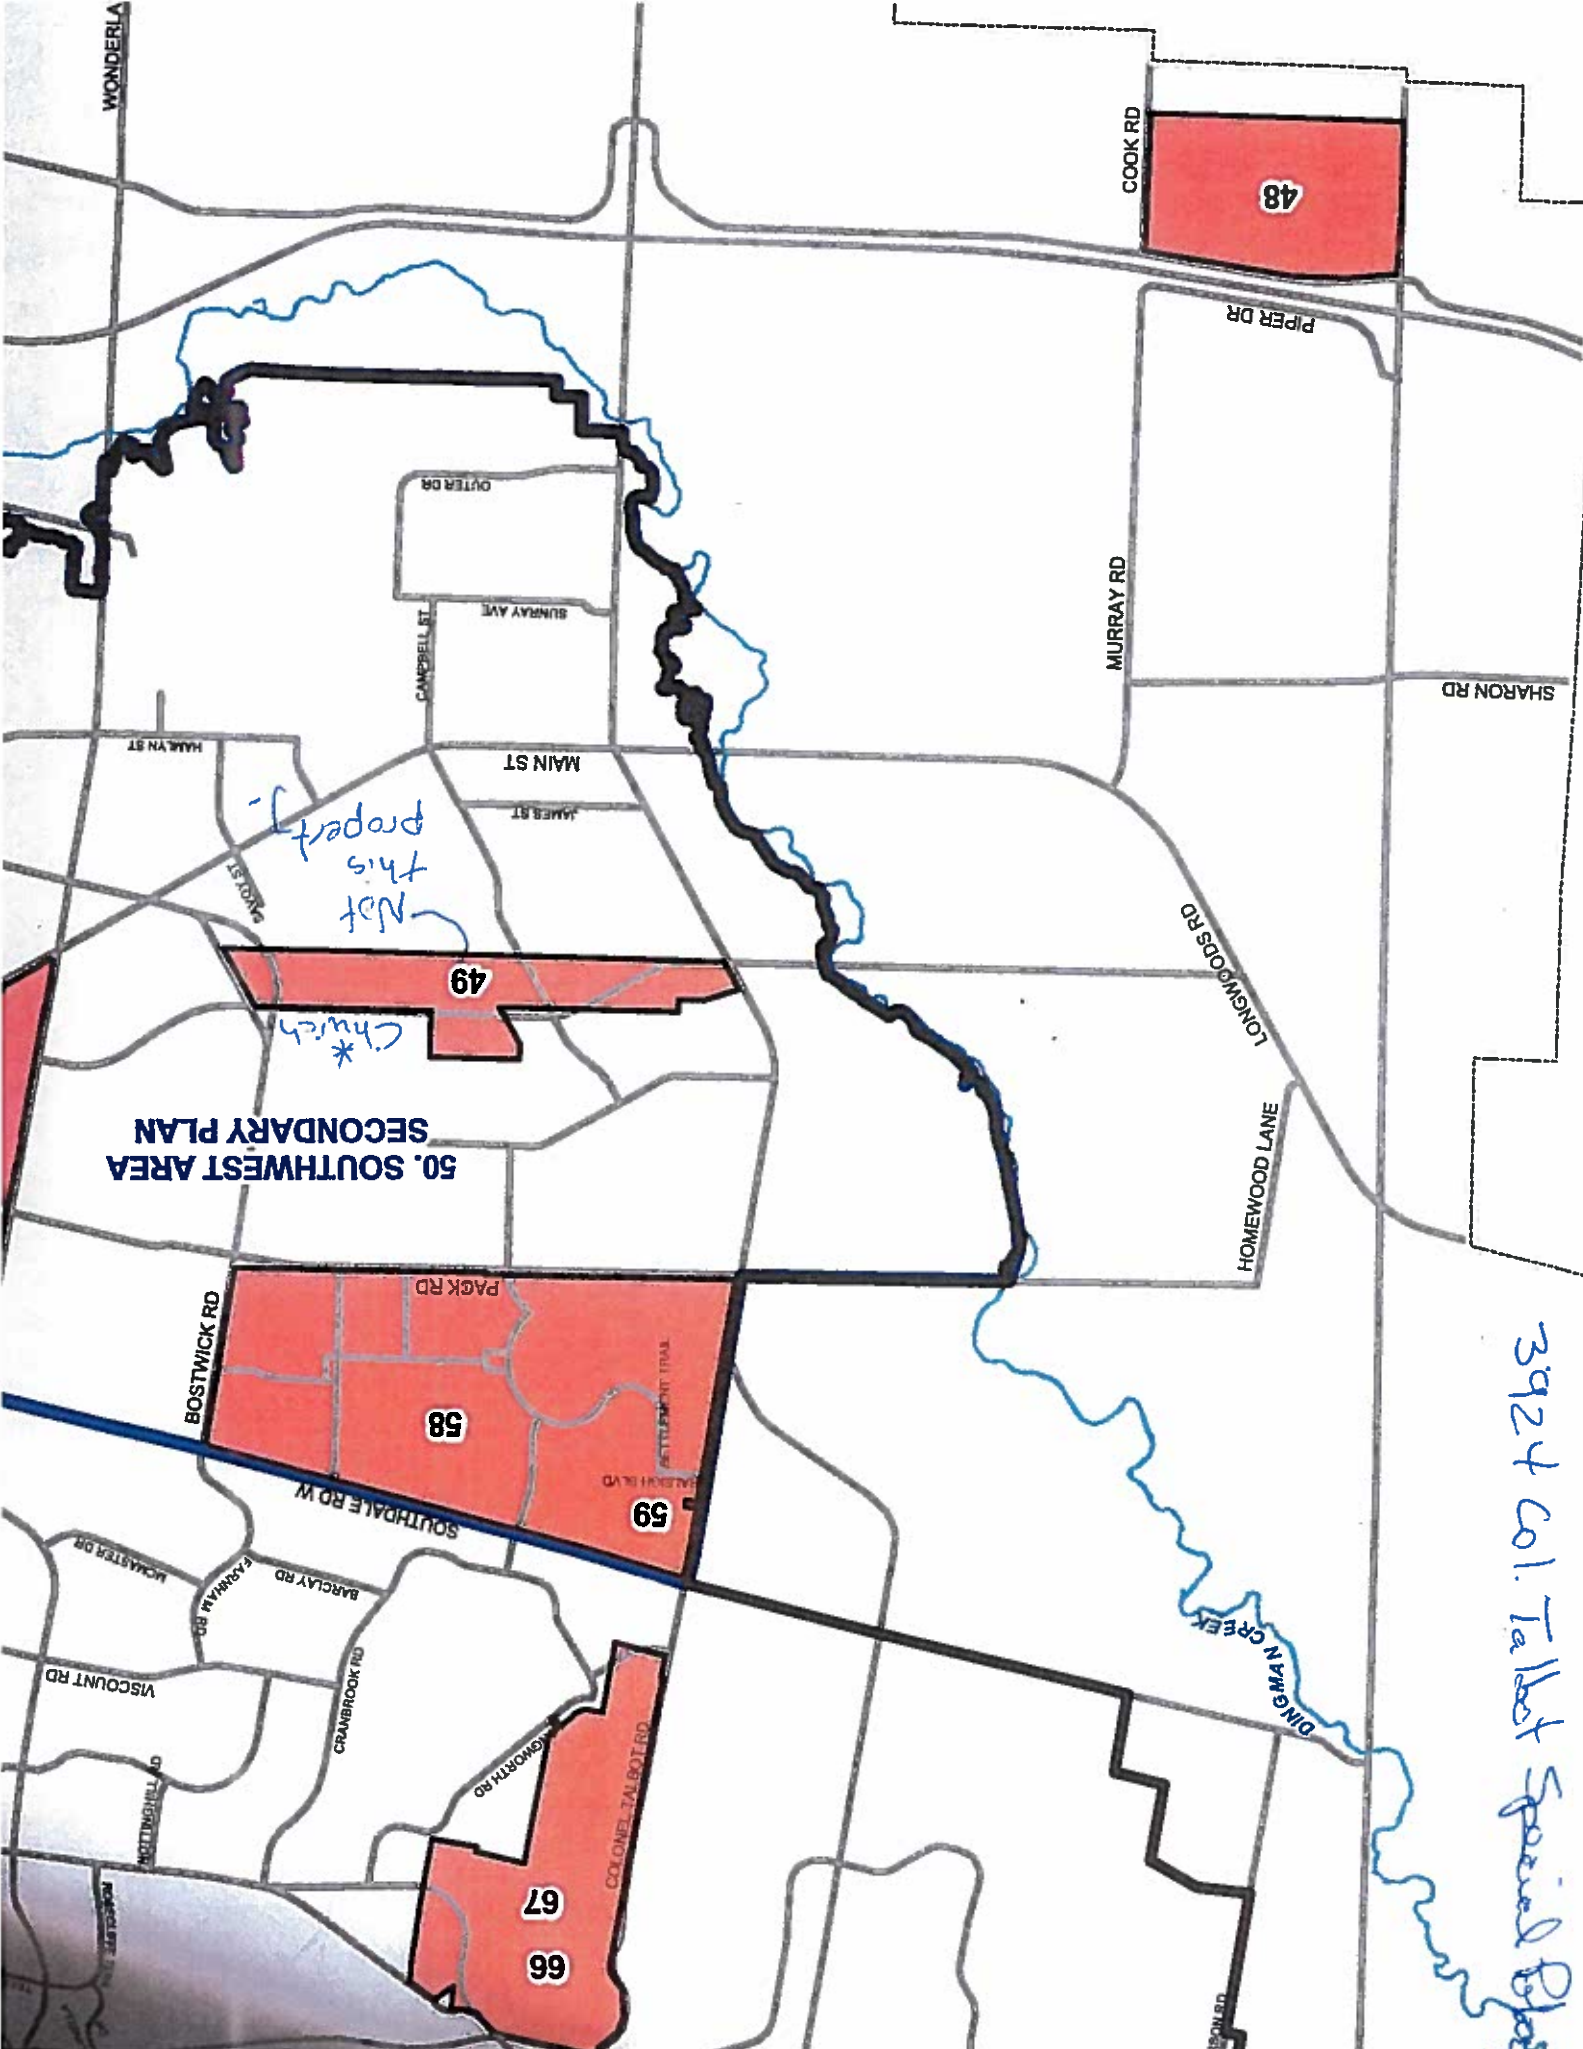 66
67
COLONEL TALBOT RD
NOTTINGHILL RD
CRANBROOK RD
VISCOUNT RD
FARNHAM RD
BARCLAY RD
MCMASTER DR
SOUTHDALE RD W
59
RALEIGH BLVD
SETTLEMENT TRAIL
58
BOSTWICK RD
PACK RD
DINGMAN CREEK
50. SOUTHWEST AREA
SECONDARY PLAN
HOMEWOOD LANE
LONGWOODS RD
*
Church
49
Not
this
property.
SAVOY ST
JAMES ST
MAIN ST
HAMLYN ST
CAMPBELL ST
SUNRAY AVE
OUTER DR
SHARON RD
MURRAY RD
PIPER DR
48
COOK RD
WONDERLA
3924 Col. Talbot Special